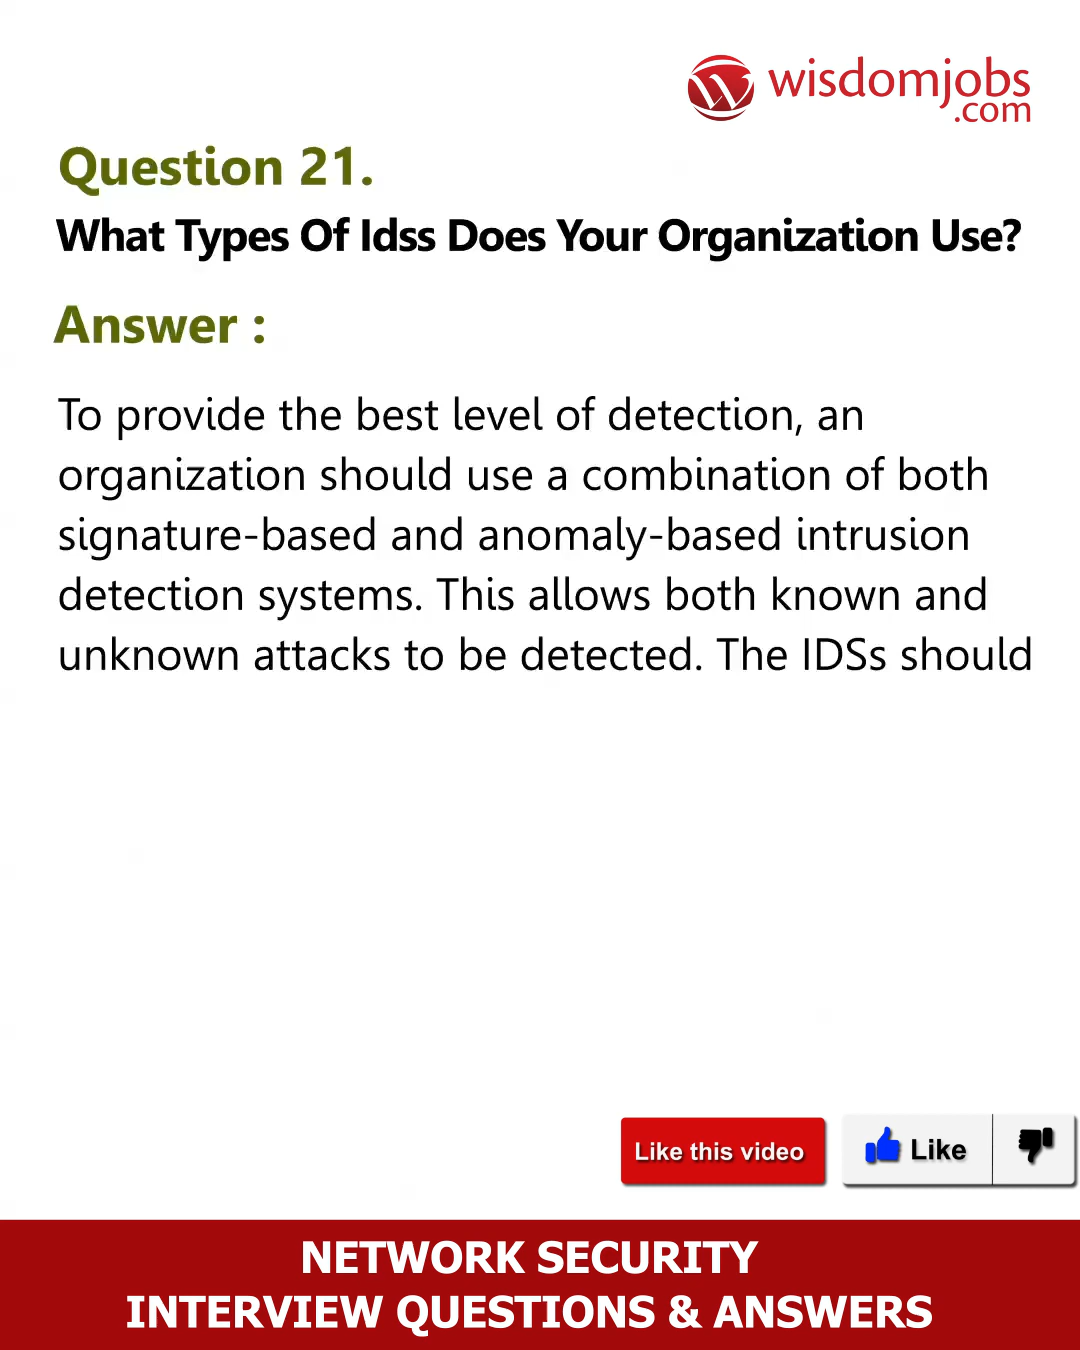 wisdomjobs
.com
Question 21.
What Types Of Idss Does Your Organization Use?
Answer :
To provide the best level of detection, an
organization should use a combination of both
signature-based and anomaly-based intrusion
detection systems. This allows both known and
unknown attacks to be detected. The IDSs should
Like this video
Like
NETWORK SECURITY
INTERVIEW QUESTIONS & ANSWERS